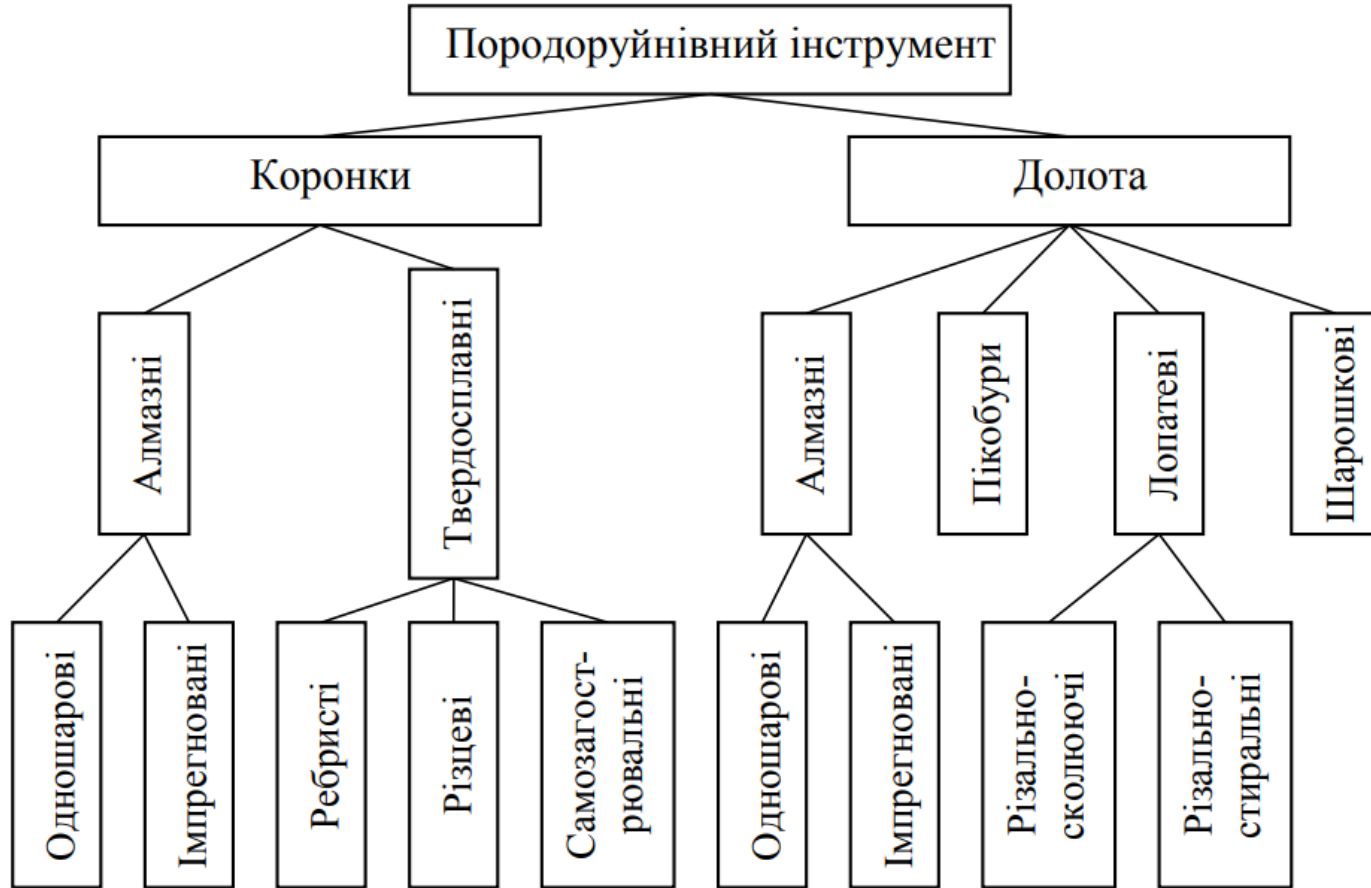 Породоруйнівний інструмент
Коронки
Долота
Алмазні
Твердосплавні
Алмазні
Пікобури
Лопатеві
Шарошкові
Одношарові
Імпрегновані
Ребристі
Різцеві
Самозагост-
рювальні
Одношарові
Імпрегновані
Різально-
сколюючі
Різально-
стиральні